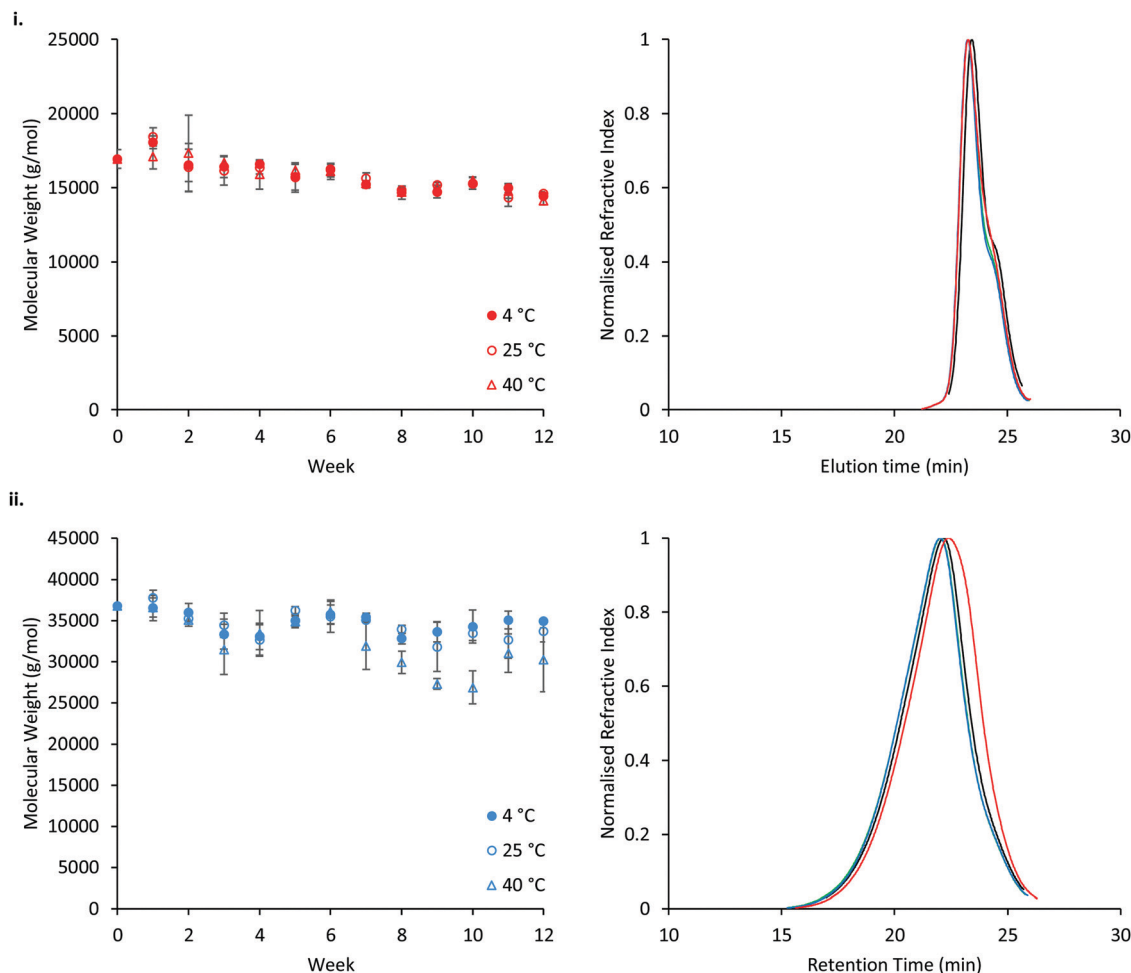 i.
25000
20000
15000
10000
5000
0
Molecular Weight (g/mol)
4 °C
25 °C
40 °C
0 2 4 6 8 10 12
Week
1
0.8
0.6
0.4
0.2
0
Normalised Refractive Index
10 15 20 25 30
Elution time (min)
ii.
45000
40000
35000
30000
25000
20000
15000
10000
5000
0
Molecular Weight (g/mol)
4 °C
25 °C
40 °C
0 2 4 6 8 10 12
Week
1
0.8
0.6
0.4
0.2
0
Normalised Refractive Index
10 15 20 25 30
Retention Time (min)